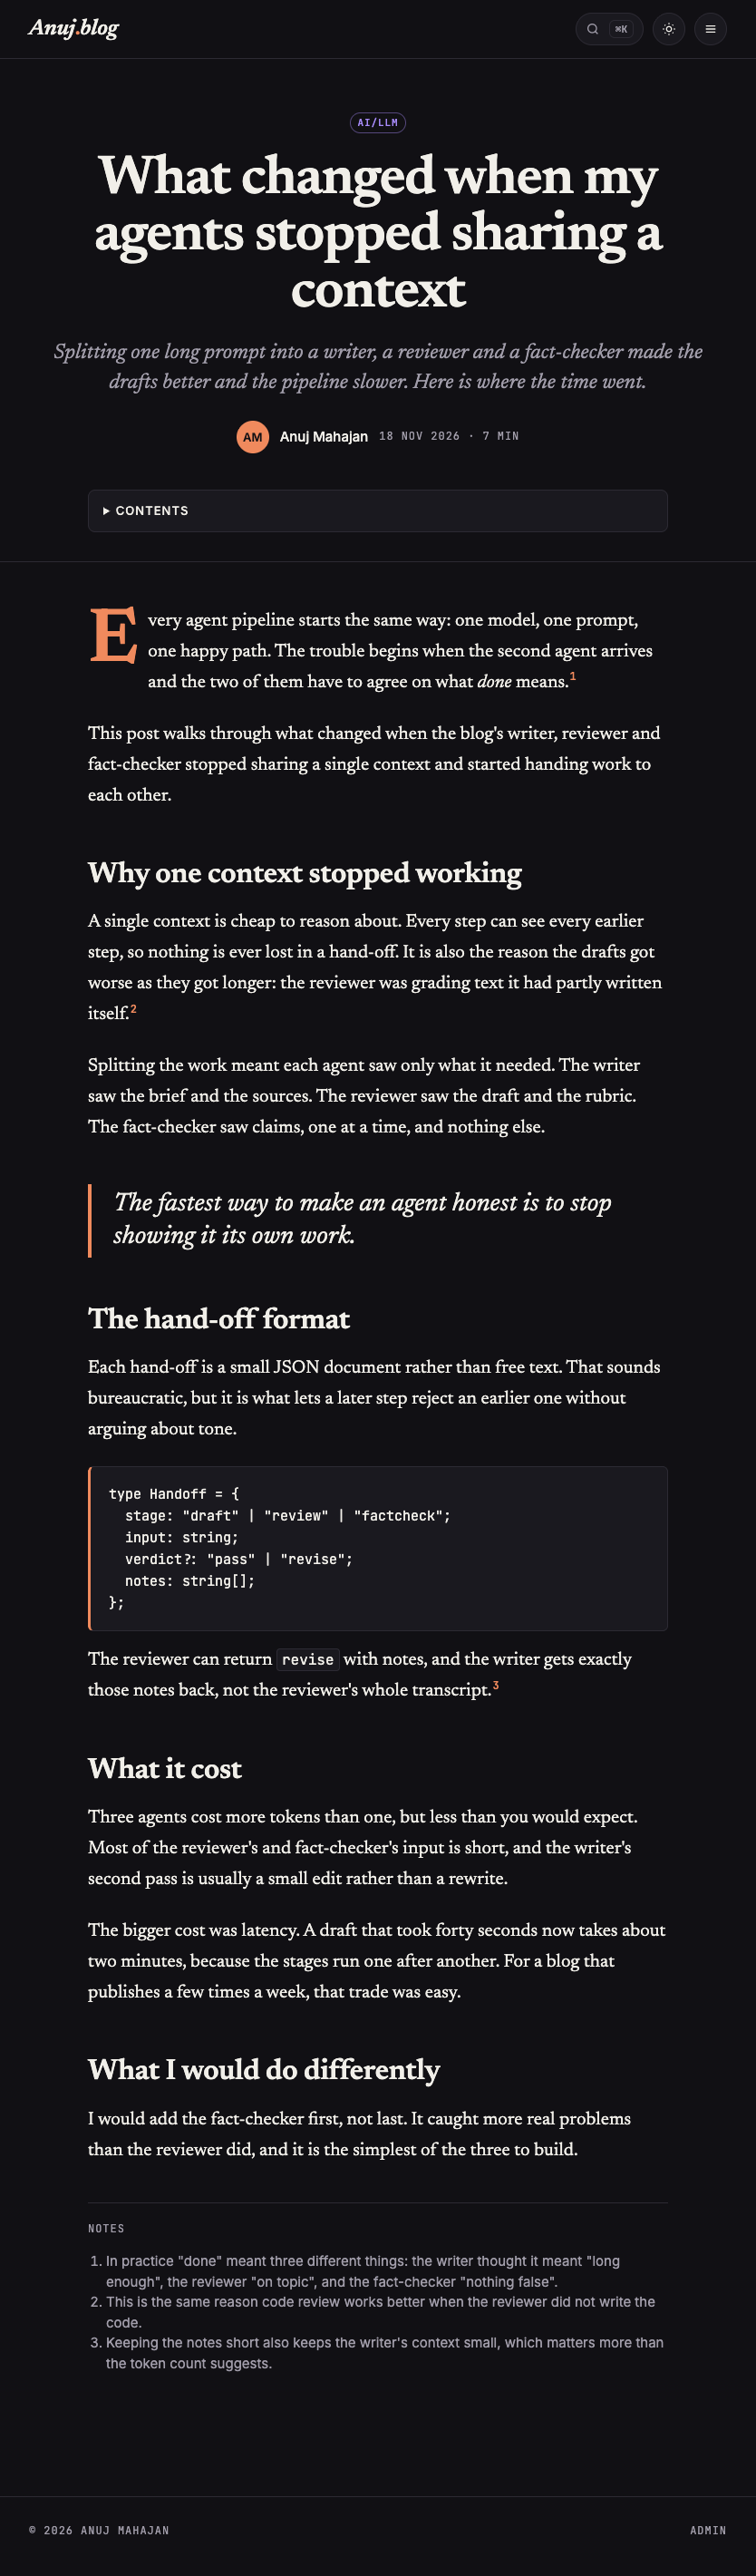 Anuj.blog
⌘K
AI/LLM
What changed when my
agents stopped sharing a
context
Splitting one long prompt into a writer, a reviewer and a fact-checker made the
drafts better and the pipeline slower. Here is where the time went.
AM Anuj Mahajan 18 NOV 2026 · 7 MIN
▶ CONTENTS
Every agent pipeline starts the same way: one model, one prompt,
one happy path. The trouble begins when the second agent arrives
and the two of them have to agree on what done means.1
This post walks through what changed when the blog's writer, reviewer and
fact-checker stopped sharing a single context and started handing work to
each other.
Why one context stopped working
A single context is cheap to reason about. Every step can see every earlier
step, so nothing is ever lost in a hand-off. It is also the reason the drafts got
worse as they got longer: the reviewer was grading text it had partly written
itself.2
Splitting the work meant each agent saw only what it needed. The writer
saw the brief and the sources. The reviewer saw the draft and the rubric.
The fact-checker saw claims, one at a time, and nothing else.
The fastest way to make an agent honest is to stop
showing it its own work.
The hand-off format
Each hand-off is a small JSON document rather than free text. That sounds
bureaucratic, but it is what lets a later step reject an earlier one without
arguing about tone.
type Handoff = {
  stage: "draft" | "review" | "factcheck";
  input: string;
  verdict?: "pass" | "revise";
  notes: string[];
};
The reviewer can return revise with notes, and the writer gets exactly
those notes back, not the reviewer's whole transcript.3
What it cost
Three agents cost more tokens than one, but less than you would expect.
Most of the reviewer's and fact-checker's input is short, and the writer's
second pass is usually a small edit rather than a rewrite.
The bigger cost was latency. A draft that took forty seconds now takes about
two minutes, because the stages run one after another. For a blog that
publishes a few times a week, that trade was easy.
What I would do differently
I would add the fact-checker first, not last. It caught more real problems
than the reviewer did, and it is the simplest of the three to build.
NOTES
1. In practice "done" meant three different things: the writer thought it meant "long
enough", the reviewer "on topic", and the fact-checker "nothing false".
2. This is the same reason code review works better when the reviewer did not write the
code.
3. Keeping the notes short also keeps the writer's context small, which matters more than
the token count suggests.
© 2026 ANUJ MAHAJAN
ADMIN